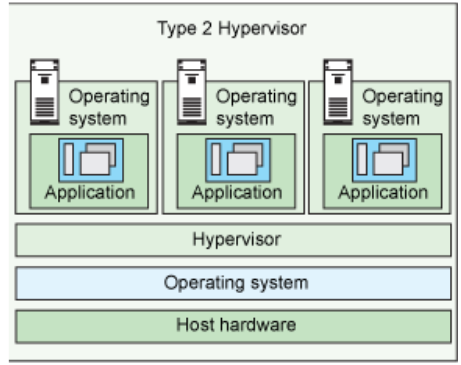 Type 2 Hypervisor
Operating
system
Application
Operating
system
Application
Operating
system
Application
Hypervisor
Operating system
Host hardware